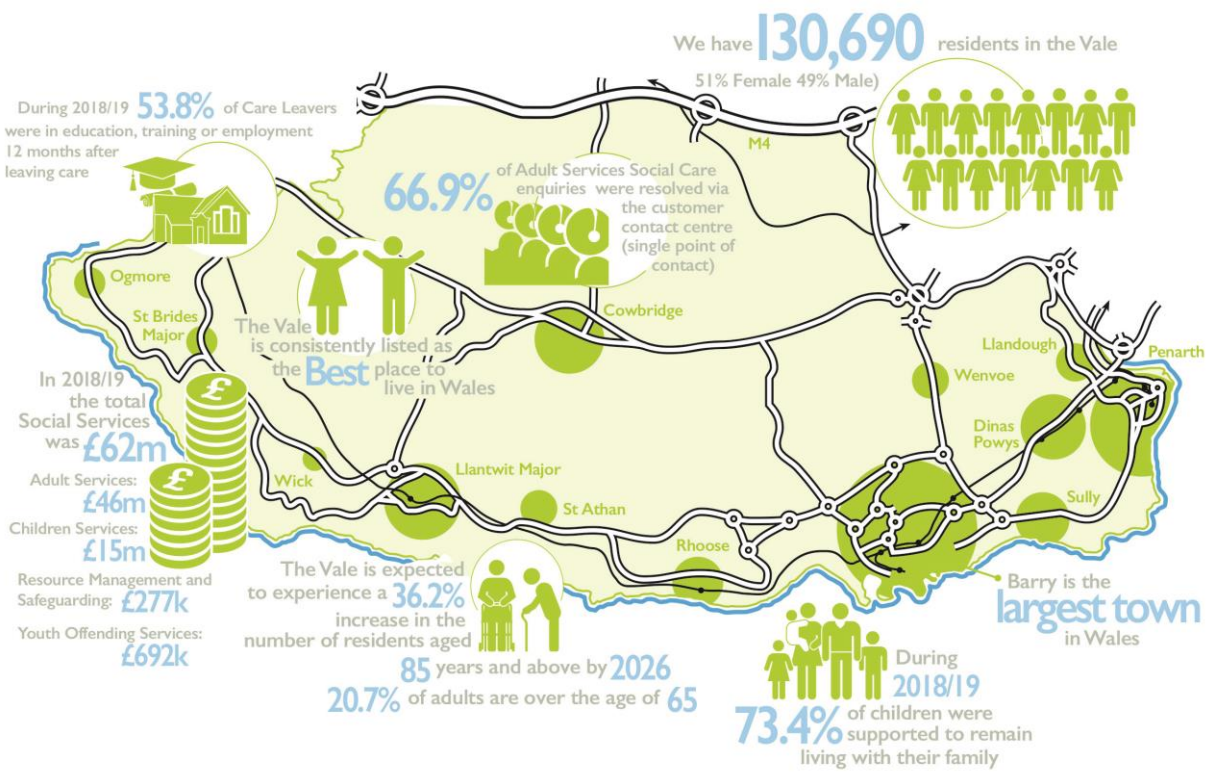 We have 130,690 residents in the Vale
51% Female 49% Male)
During 2018/19 53.8% of Care Leavers
were in education, training or employment
12 months after
leaving care
M4
66.9% of Adult Services Social Care
enquiries were resolved via
the customer
contact centre
(single point of
contact)
Ogmore
St Brides
Major
The Vale
is consistently listed as
the Best place to
live in Wales
Cowbridge
Llandough
Penarth
Wenvoe
Dinas
Powys
In 2018/19
the total
Social Services
was £62m
£
£
Adult Services:
£46m
Children Services:
£15m
Resource Management and
Safeguarding: £277k
Youth Offending Services:
£692k
Wick
Llantwit Major
St Athan
Sully
Rhoose
The Vale is expected
to experience a 36.2%
increase in the
number of residents aged
85 years and above by 2026
20.7% of adults are over the age of 65
Barry is the
largest town
in Wales
During
2018/19
73.4% of children were
supported to remain
living with their family